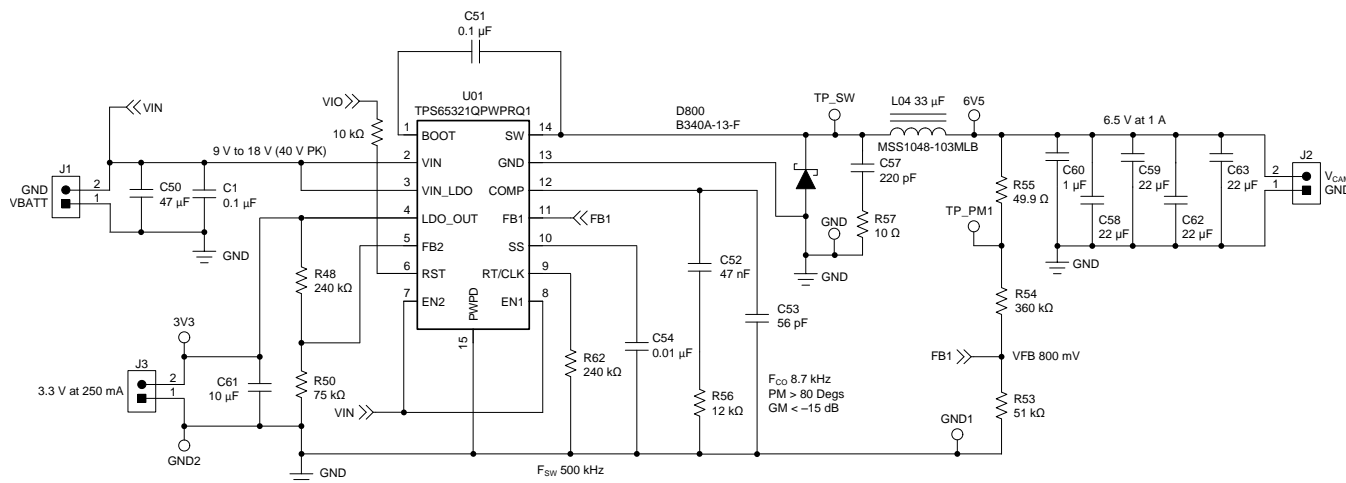 C51
0.1 µF
VIN
VIO
10 kΩ
U01
TPS65321QPWPRQ1
1 BOOT SW 14
2 VIN GND 13
3 VIN_LDO COMP 12
4 LDO_OUT FB1 11
5 FB2 SS 10
6 RST RT/CLK 9
7 EN2 EN1 8
PWPD
15
FB1
9 V to 18 V (40 V PK)
J1
GND 2
VBATT 1
C50
47 µF
C1
0.1 µF
GND
R48
240 kΩ
3V3
J3
2
3.3 V at 250 mA
1
C61
10 µF
R50
75 kΩ
GND2
GND
VIN
R62
240 kΩ
C54
0.01 µF
FSW 500 kHz
C52
47 nF
R56
12 kΩ
C53
56 pF
FCO 8.7 kHz
PM > 80 Degs
GM < –15 dB
D800
B340A-13-F
TP_SW
C57
220 pF
R57
10 Ω
GND
GND
L04 33 µF
MSS1048-103MLB
6V5
6.5 V at 1 A
R55
49.9 Ω
TP_PM1
R54
360 kΩ
FB1
VFB 800 mV
R53
51 kΩ
GND1
C60
1 µF
C58
22 µF
C59
22 µF
C62
22 µF
C63
22 µF
GND
J2
2 VCAM
1 GND